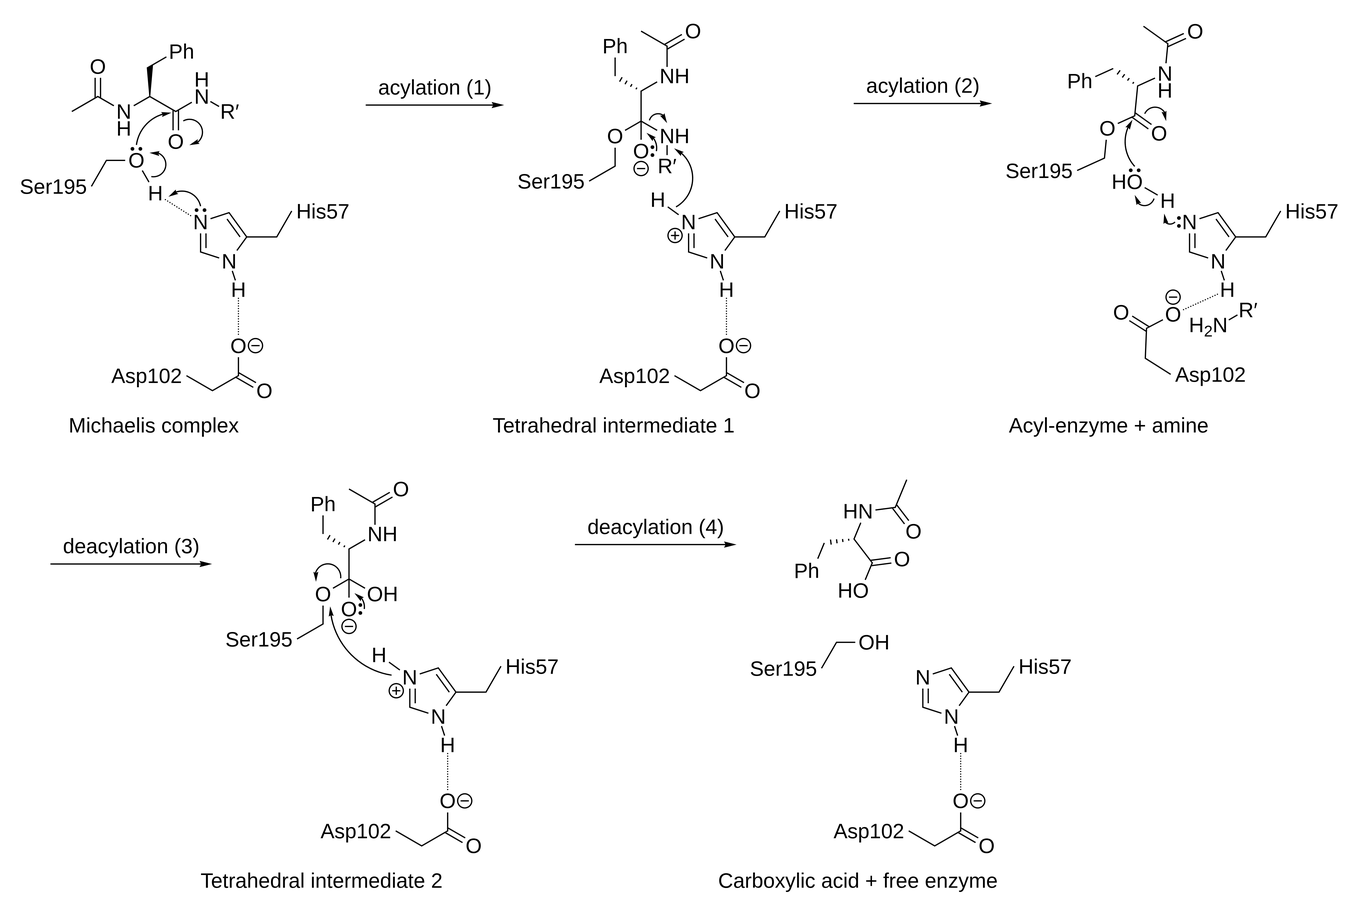 Ph
O
H
N
R′
N
H
O
O
Ser195
H
N
His57
N
H
O⊖
Asp102
O
Michaelis complex
acylation (1)
O
Ph
NH
O
NH
O
⊖
R′
Ser195
H
N
His57
⊕
N
H
O⊖
Asp102
O
Tetrahedral intermediate 1
acylation (2)
O
Ph
N
H
O
O
Ser195
HO
H
N
His57
N
H
⊖
O
O
H2N
R′
Asp102
Acyl-enzyme + amine
deacylation (3)
O
Ph
NH
O
OH
O
⊖
Ser195
H
N
His57
⊕
N
H
O⊖
Asp102
O
Tetrahedral intermediate 2
deacylation (4)
HN
O
Ph
O
HO
OH
Ser195
N
His57
N
H
O⊖
Asp102
O
Carboxylic acid + free enzyme